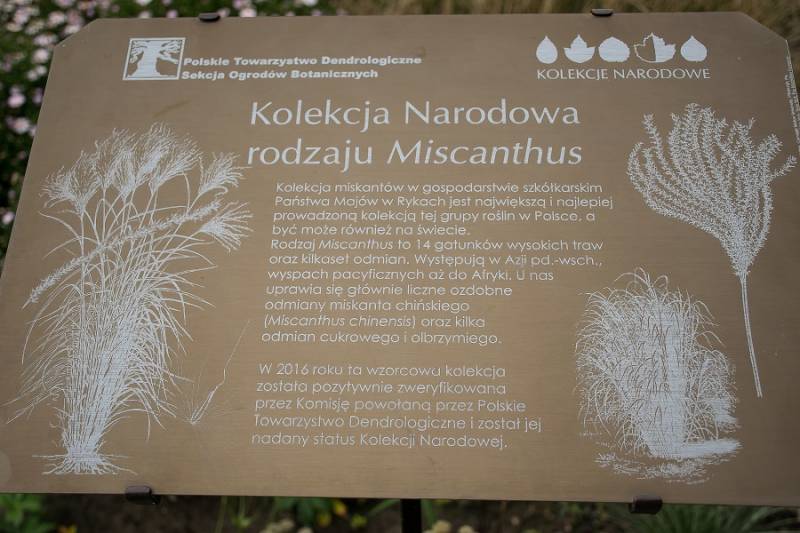 Polskie Towarzystwo Dendrologiczne
Sekcja Ogrodów Botanicznych
KOLEKCJE NARODOWE
Kolekcja Narodowa
rodzaju Miscanthus
Kolekcja miskantów w gospodarstwie szkółkarskim
Państwa Majów w Rykach jest największą i najlepiej
prowadzoną kolekcją tej grupy roślin w Polsce, a
być może również na świecie.
Rodzaj Miscanthus to 14 gatunków wysokich traw
oraz kilkaset odmian. Występują w Azji pd.-wsch.,
wyspach pacyficznych aż do Afryki. U nas
uprawia się głównie liczne ozdobne
odmiany miskanta chińskiego
(Miscanthus chinensis) oraz kilka
odmian cukrowego i olbrzymiego.
W 2016 roku ta wzorcowu kolekcja
została pozytywnie zweryfikowana
przez Komisję powołaną przez Polskie
Towarzystwo Dendrologiczne i został jej
nadany status Kolekcji Narodowej.